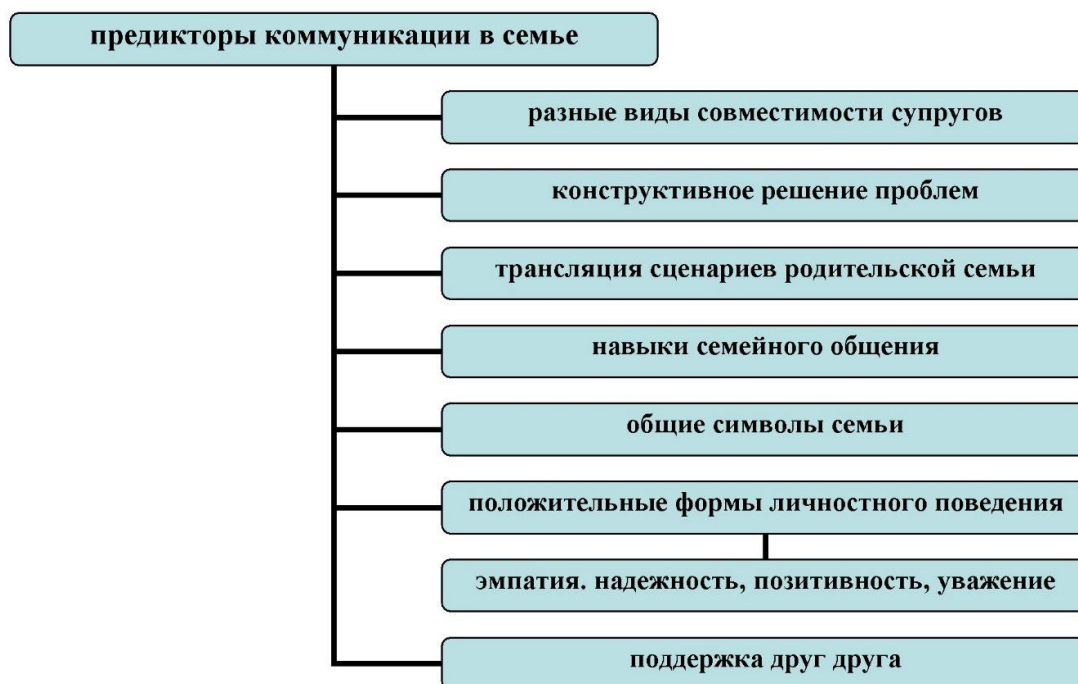 предикторы коммуникации в семье
разные виды совместимости супругов
конструктивное решение проблем
трансляция сценариев родительской семьи
навыки семейного общения
общие символы семьи
положительные формы личностного поведения
эмпатия. надежность, позитивность, уважение
поддержка друг друга